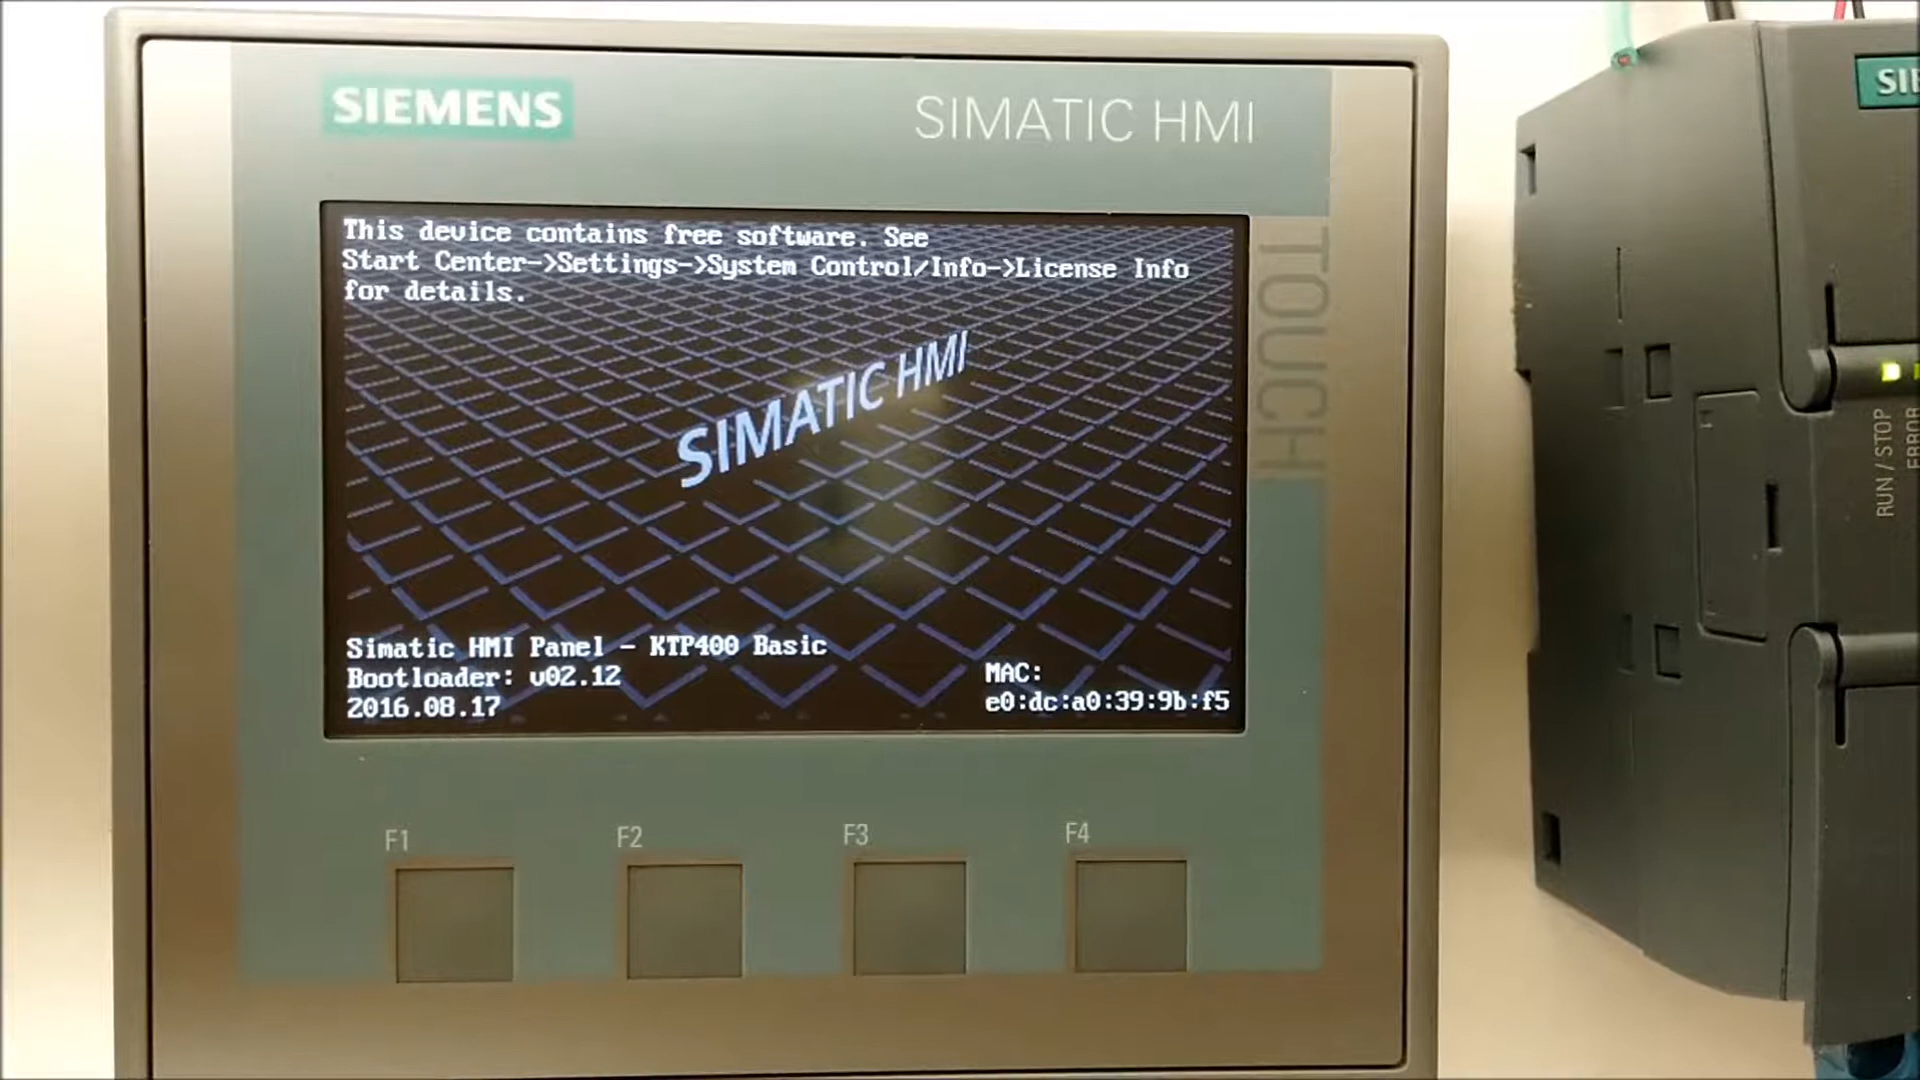 SIEMENS
SIMATIC HMI
TOUCH
This device contains free software. See
Start Center->Settings->System Control/Info->License Info
for details.
SIMATIC HMI
Simatic HMI Panel - KTP400 Basic
Bootloader: v02.12
2016.08.17
MAC:
e0:dc:a0:39:9b:f5
F1
F2
F3
F4
SIE
RUN / STOP
ERROR